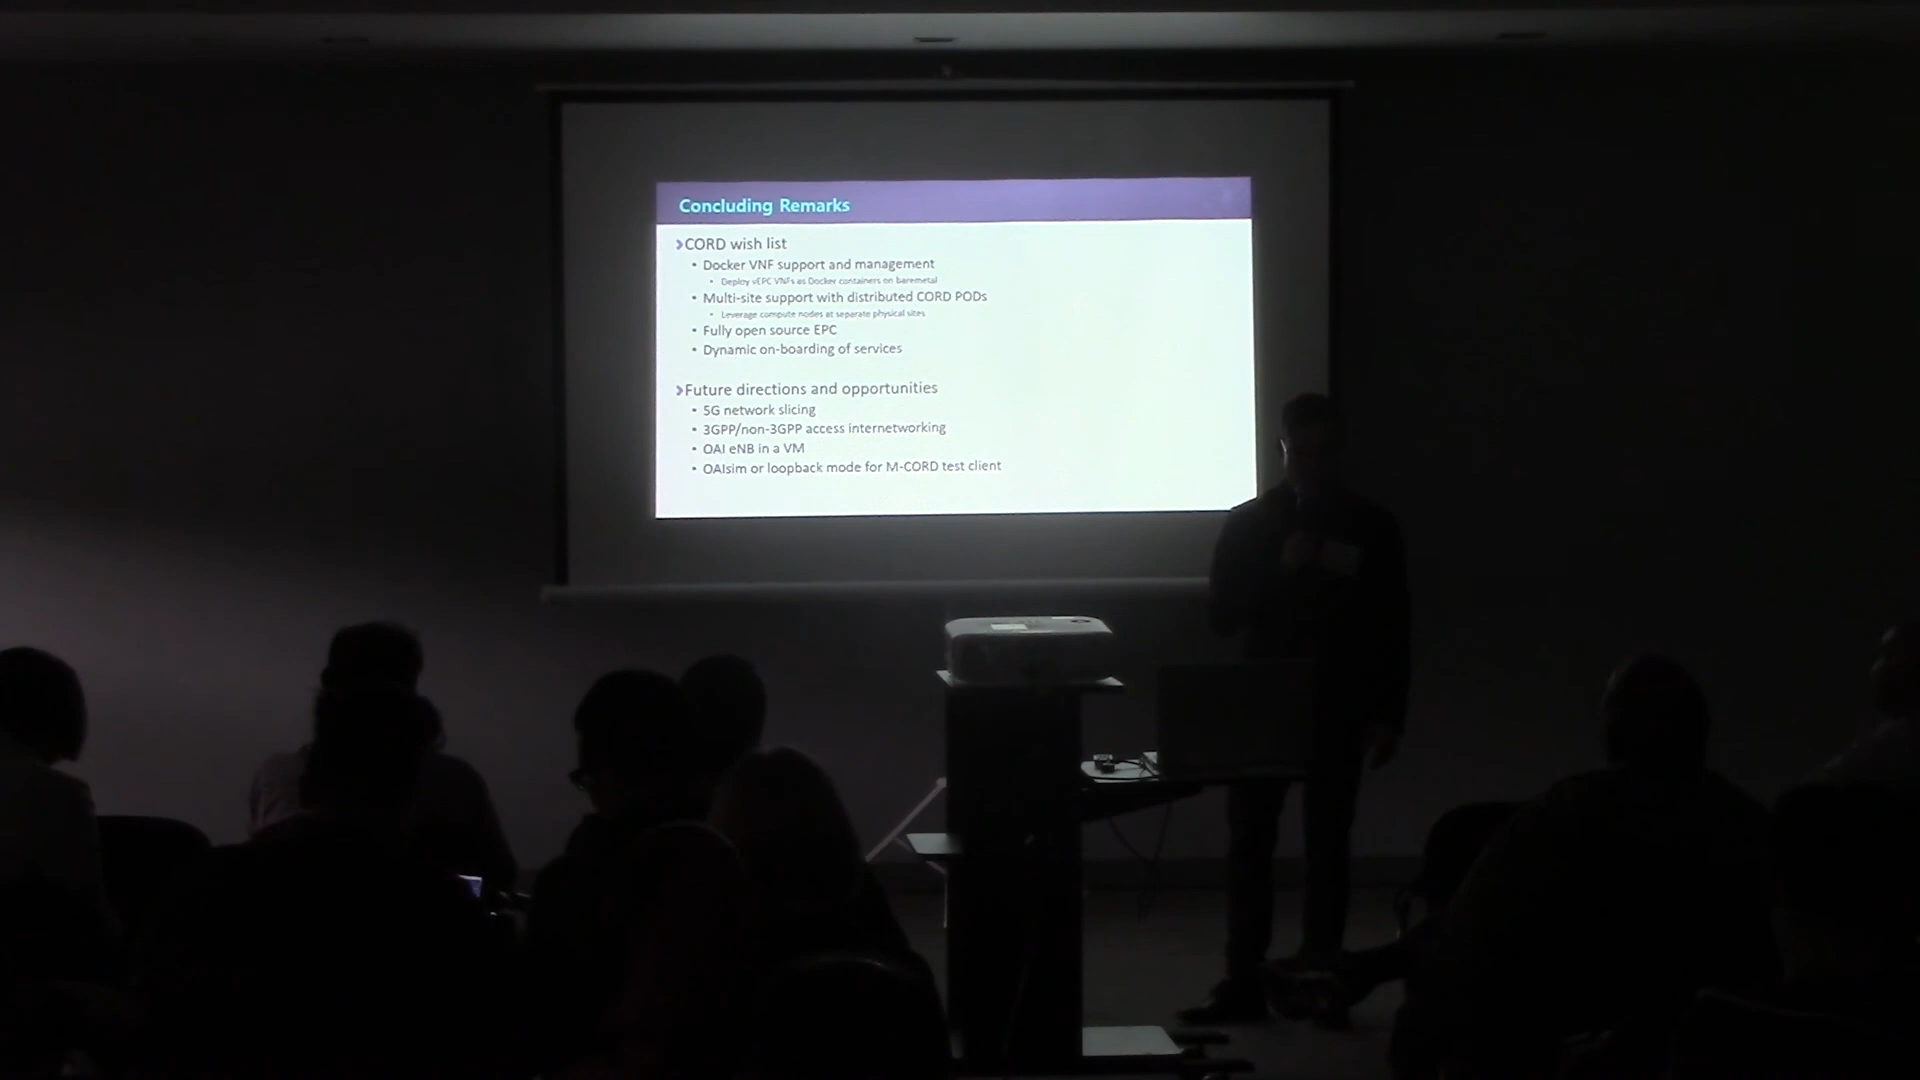 Concluding Remarks
CORD wish list
• Docker VNF support and management
• Deploy vEPC VNFs as Docker containers on baremetal
• Multi-site support with distributed CORD PODs
• Leverage compute nodes at separate physical sites
• Fully open source EPC
• Dynamic on-boarding of services
Future directions and opportunities
• 5G network slicing
• 3GPP/non-3GPP access internetworking
• OAI eNB in a VM
• OAIsim or loopback mode for M-CORD test client